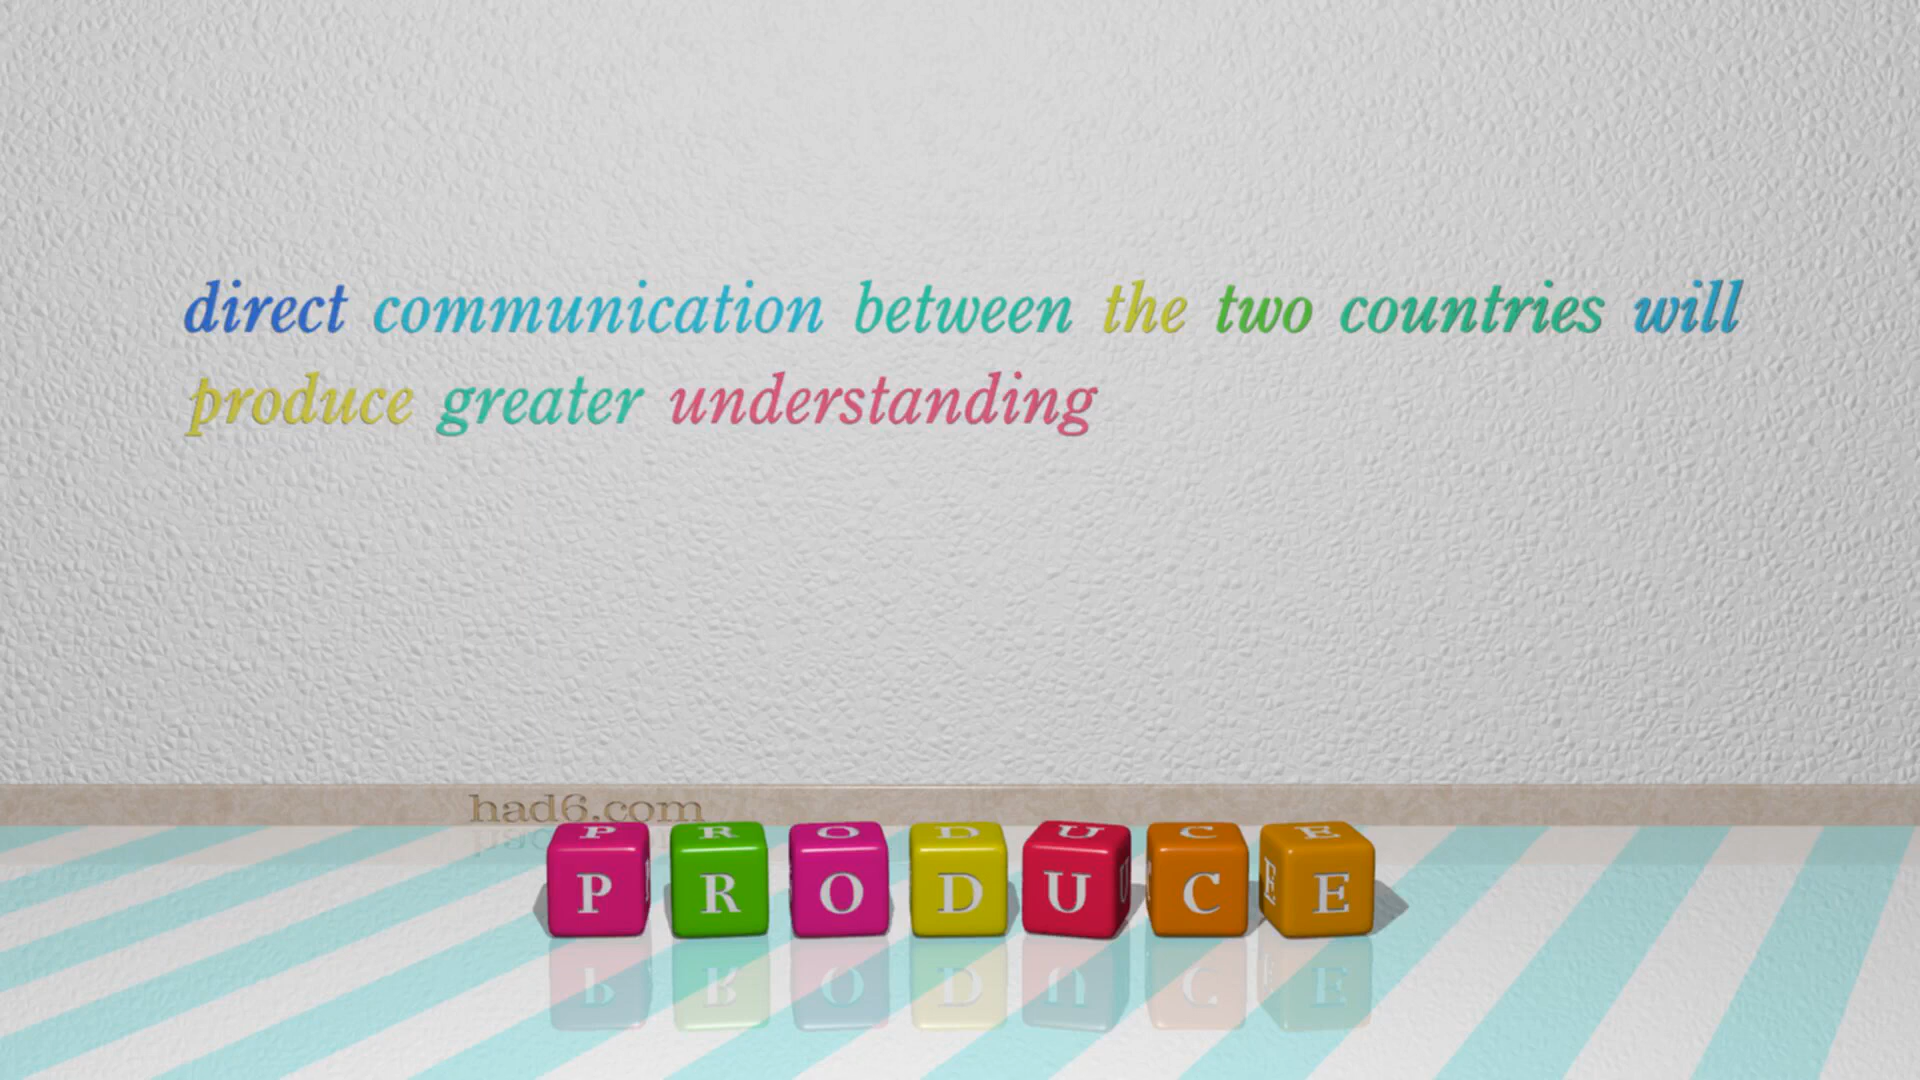 direct communication between the two countries will
produce greater understanding
had6.com
PRODUCE